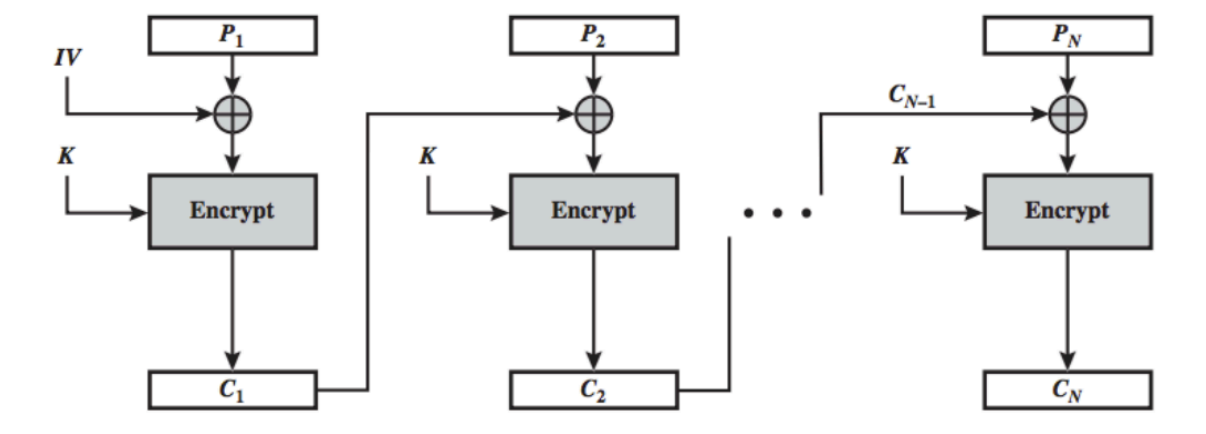 P1 P2 PN
IV
CN–1
K K K
Encrypt Encrypt Encrypt
C1 C2 CN